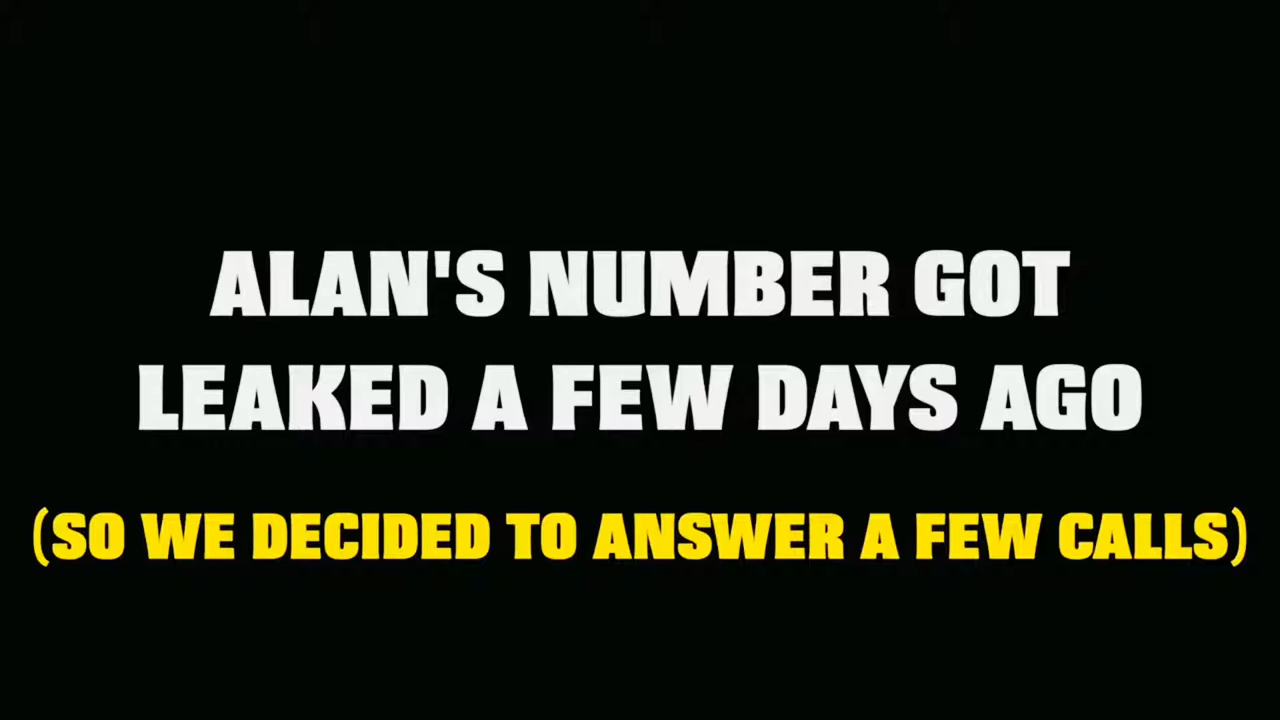 ALAN'S NUMBER GOT
LEAKED A FEW DAYS AGO
(SO WE DECIDED TO ANSWER A FEW CALLS)